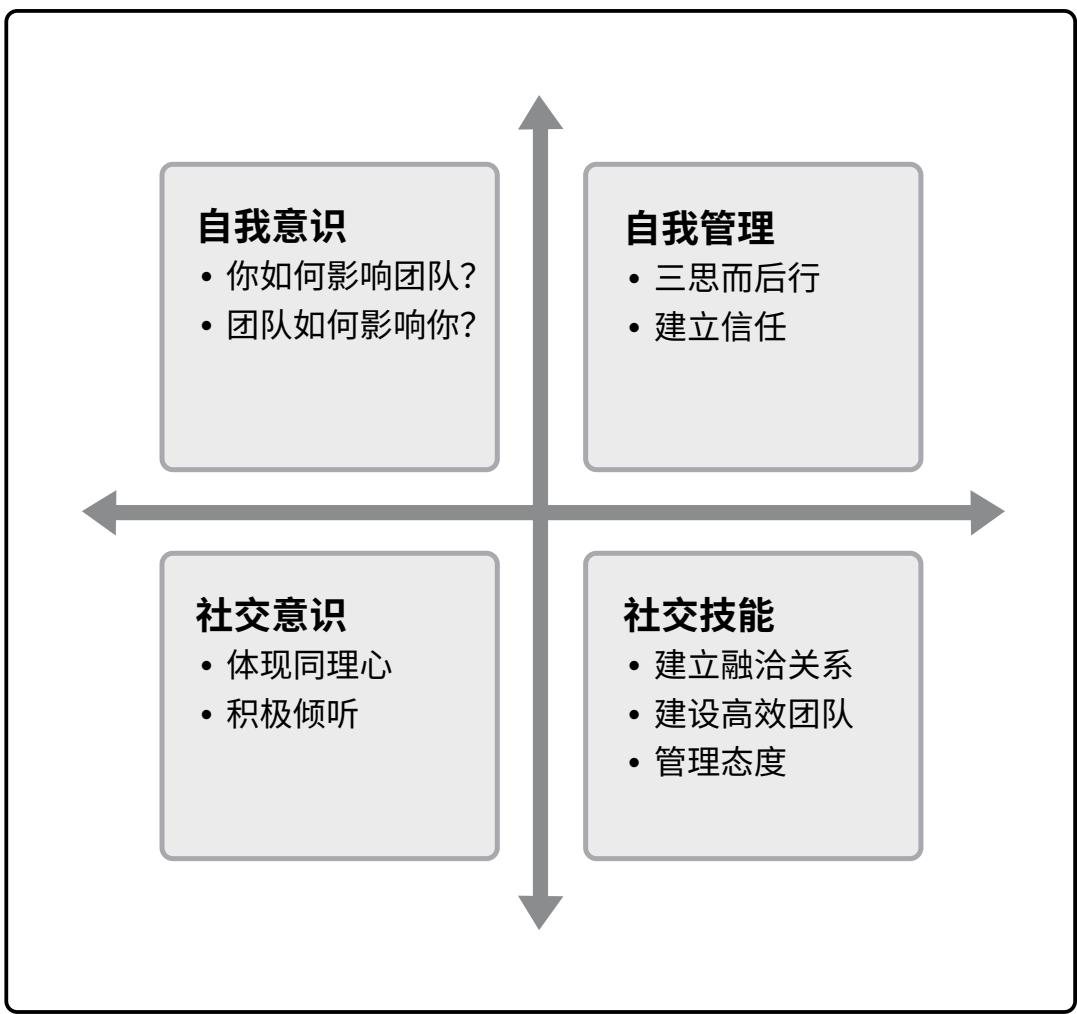 自我意识
• 你如何影响团队？
• 团队如何影响你？
自我管理
• 三思而后行
• 建立信任
社交意识
• 体现同理心
• 积极倾听
社交技能
• 建立融洽关系
• 建设高效团队
• 管理态度